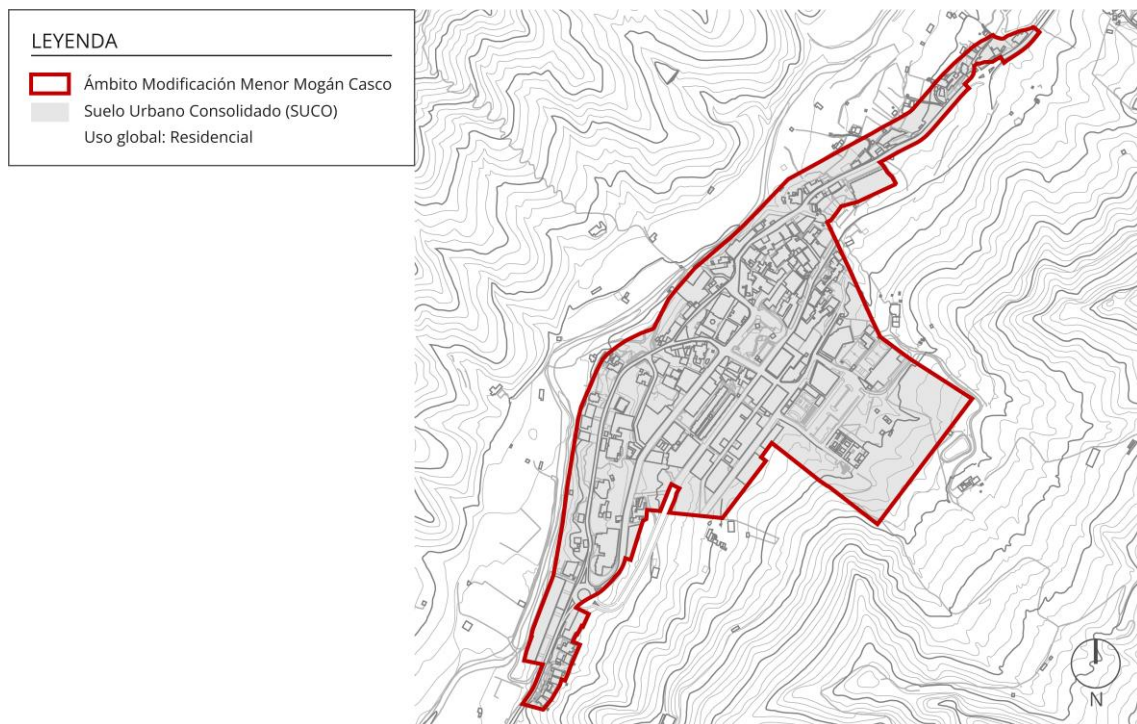 LEYENDA
Ámbito Modificación Menor Mogán Casco
Suelo Urbano Consolidado (SUCO)
Uso global: Residencial
N